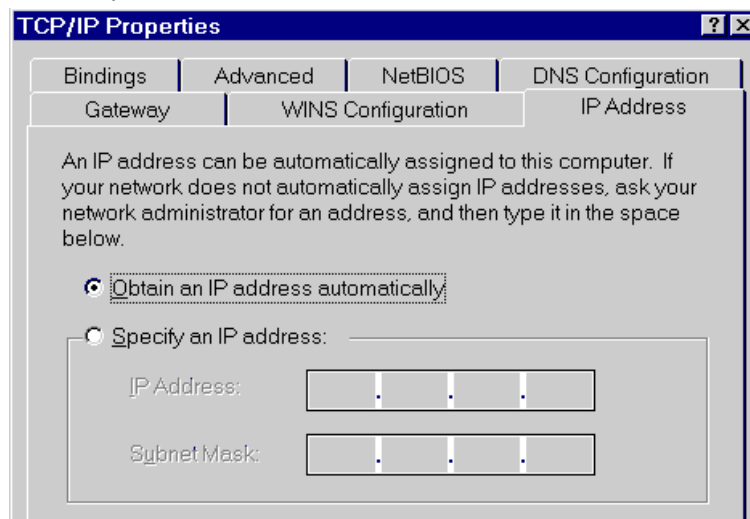 TCP/IP Properties
Bindings Advanced NetBIOS DNS Configuration
Gateway WINS Configuration IP Address
An IP address can be automatically assigned to this computer. If
your network does not automatically assign IP addresses, ask your
network administrator for an address, and then type it in the space
below.
Obtain an IP address automatically
Specify an IP address:
IP Address: . . .
Subnet Mask: . . .